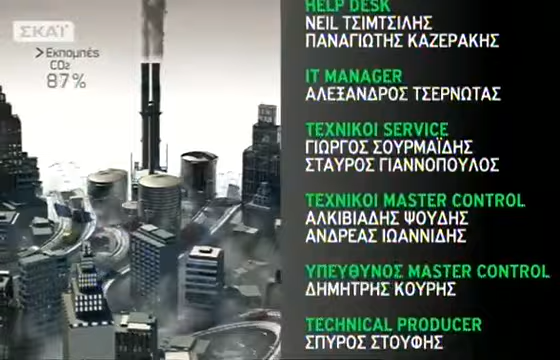 ΣΚΑΪ
> Εκπομπές
CO₂
87%
HELP DESK
ΝΕΙΛ ΤΣΙΜΤΣΙΛΗΣ
ΠΑΝΑΓΙΩΤΗΣ ΚΑΖΕΡΑΚΗΣ
IT MANAGER
ΑΛΕΞΑΝΔΡΟΣ ΤΣΕΡΝΩΤΑΣ
ΤΕΧΝΙΚΟΙ SERVICE
ΓΙΩΡΓΟΣ ΣΟΥΡΜΑΪΔΗΣ
ΣΤΑΥΡΟΣ ΓΙΑΝΝΟΠΟΥΛΟΣ
ΤΕΧΝΙΚΟΙ MASTER CONTROL
ΑΛΚΙΒΙΑΔΗΣ ΨΟΥΔΗΣ
ΑΝΔΡΕΑΣ ΙΩΑΝΝΙΔΗΣ
ΥΠΕΥΘΥΝΟΣ MASTER CONTROL
ΔΗΜΗΤΡΗΣ ΚΟΥΡΗΣ
TECHNICAL PRODUCER
ΣΠΥΡΟΣ ΣΤΟΥΦΗΣ